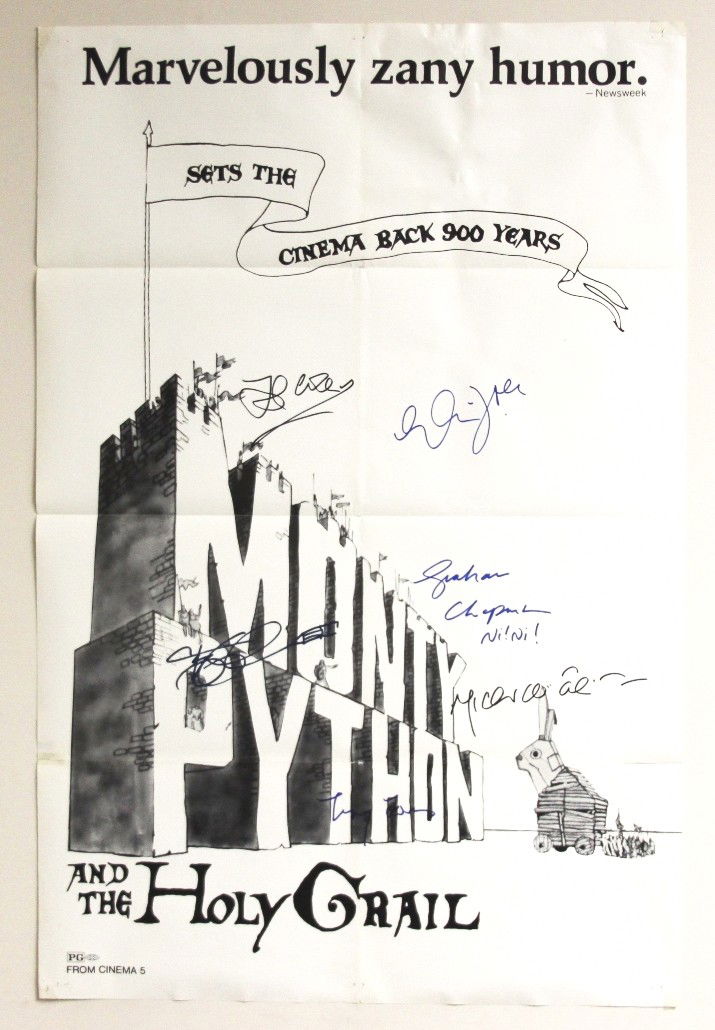 Marvelously zany humor.
— Newsweek
SETS THE
CINEMA BACK 900 YEARS
MONTY
PYTHON
Graham
Chapman
Ni! Ni!
AND
THE HOLY GRAIL
PG
FROM CINEMA 5